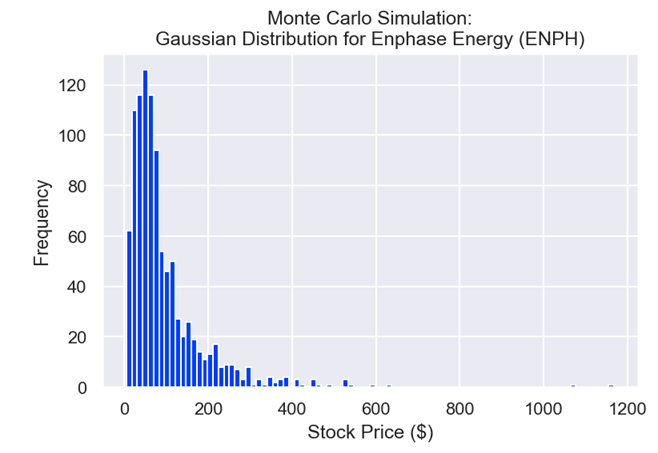 Monte Carlo Simulation:
Gaussian Distribution for Enphase Energy (ENPH)
120
100
80
60
40
20
0
Frequency
0 200 400 600 800 1000 1200
Stock Price ($)